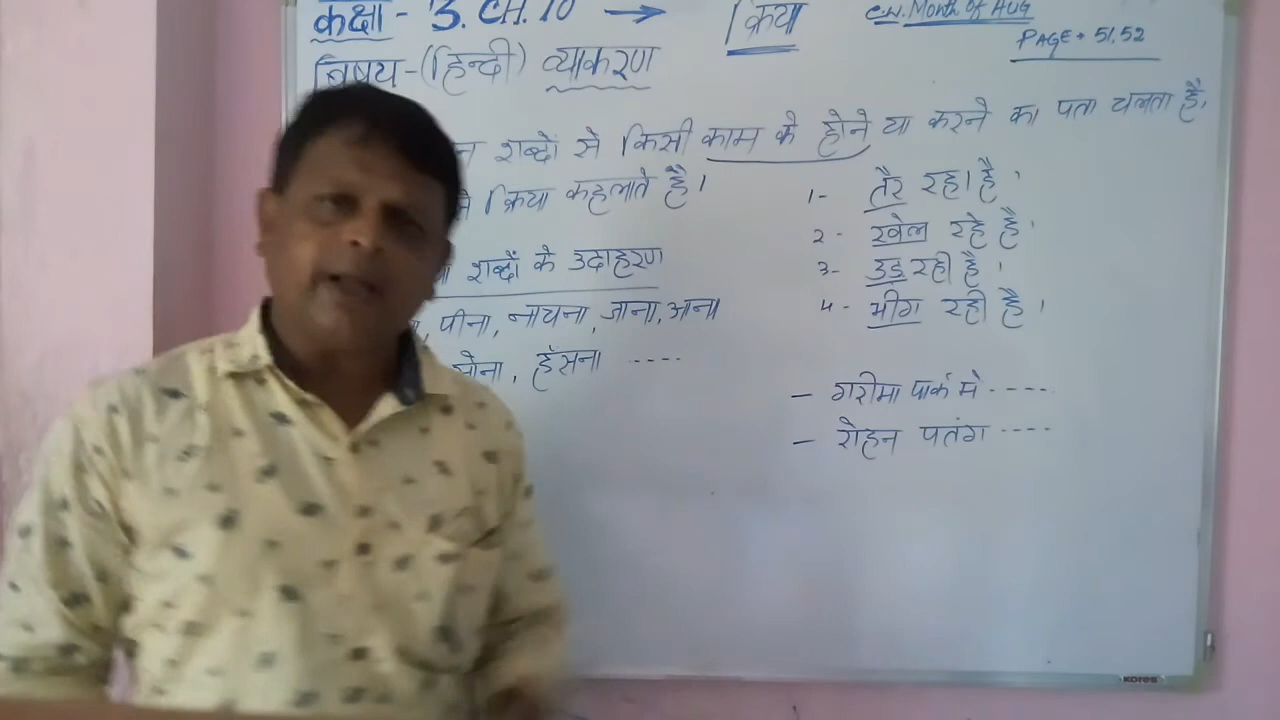 कक्षा - 3. CH. 10 → क्रिया C.W. Month of AUG
PAGE - 51, 52
विषय - (हिन्दी) व्याकरण
शब्दों से किसी काम के होने या करने का पता चलता है,
क्रिया कहलाते है।
1- तैर रहा है।
2- खेल रहे है।
शब्दों के उदाहरण
3- उड़ रही है।
पीना, नाचना, जाना, आना
4- भीग रही है।
हँसना ----
- गरीमा पार्क में ----
- रोहन पतंग ----
KORES